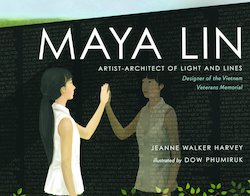 MAYA LIN
ARTIST-ARCHITECT OF LIGHT AND LINES
Designer of the Vietnam
Veterans Memorial
JEANNE WALKER HARVEY
illustrated by DOW PHUMIRUK